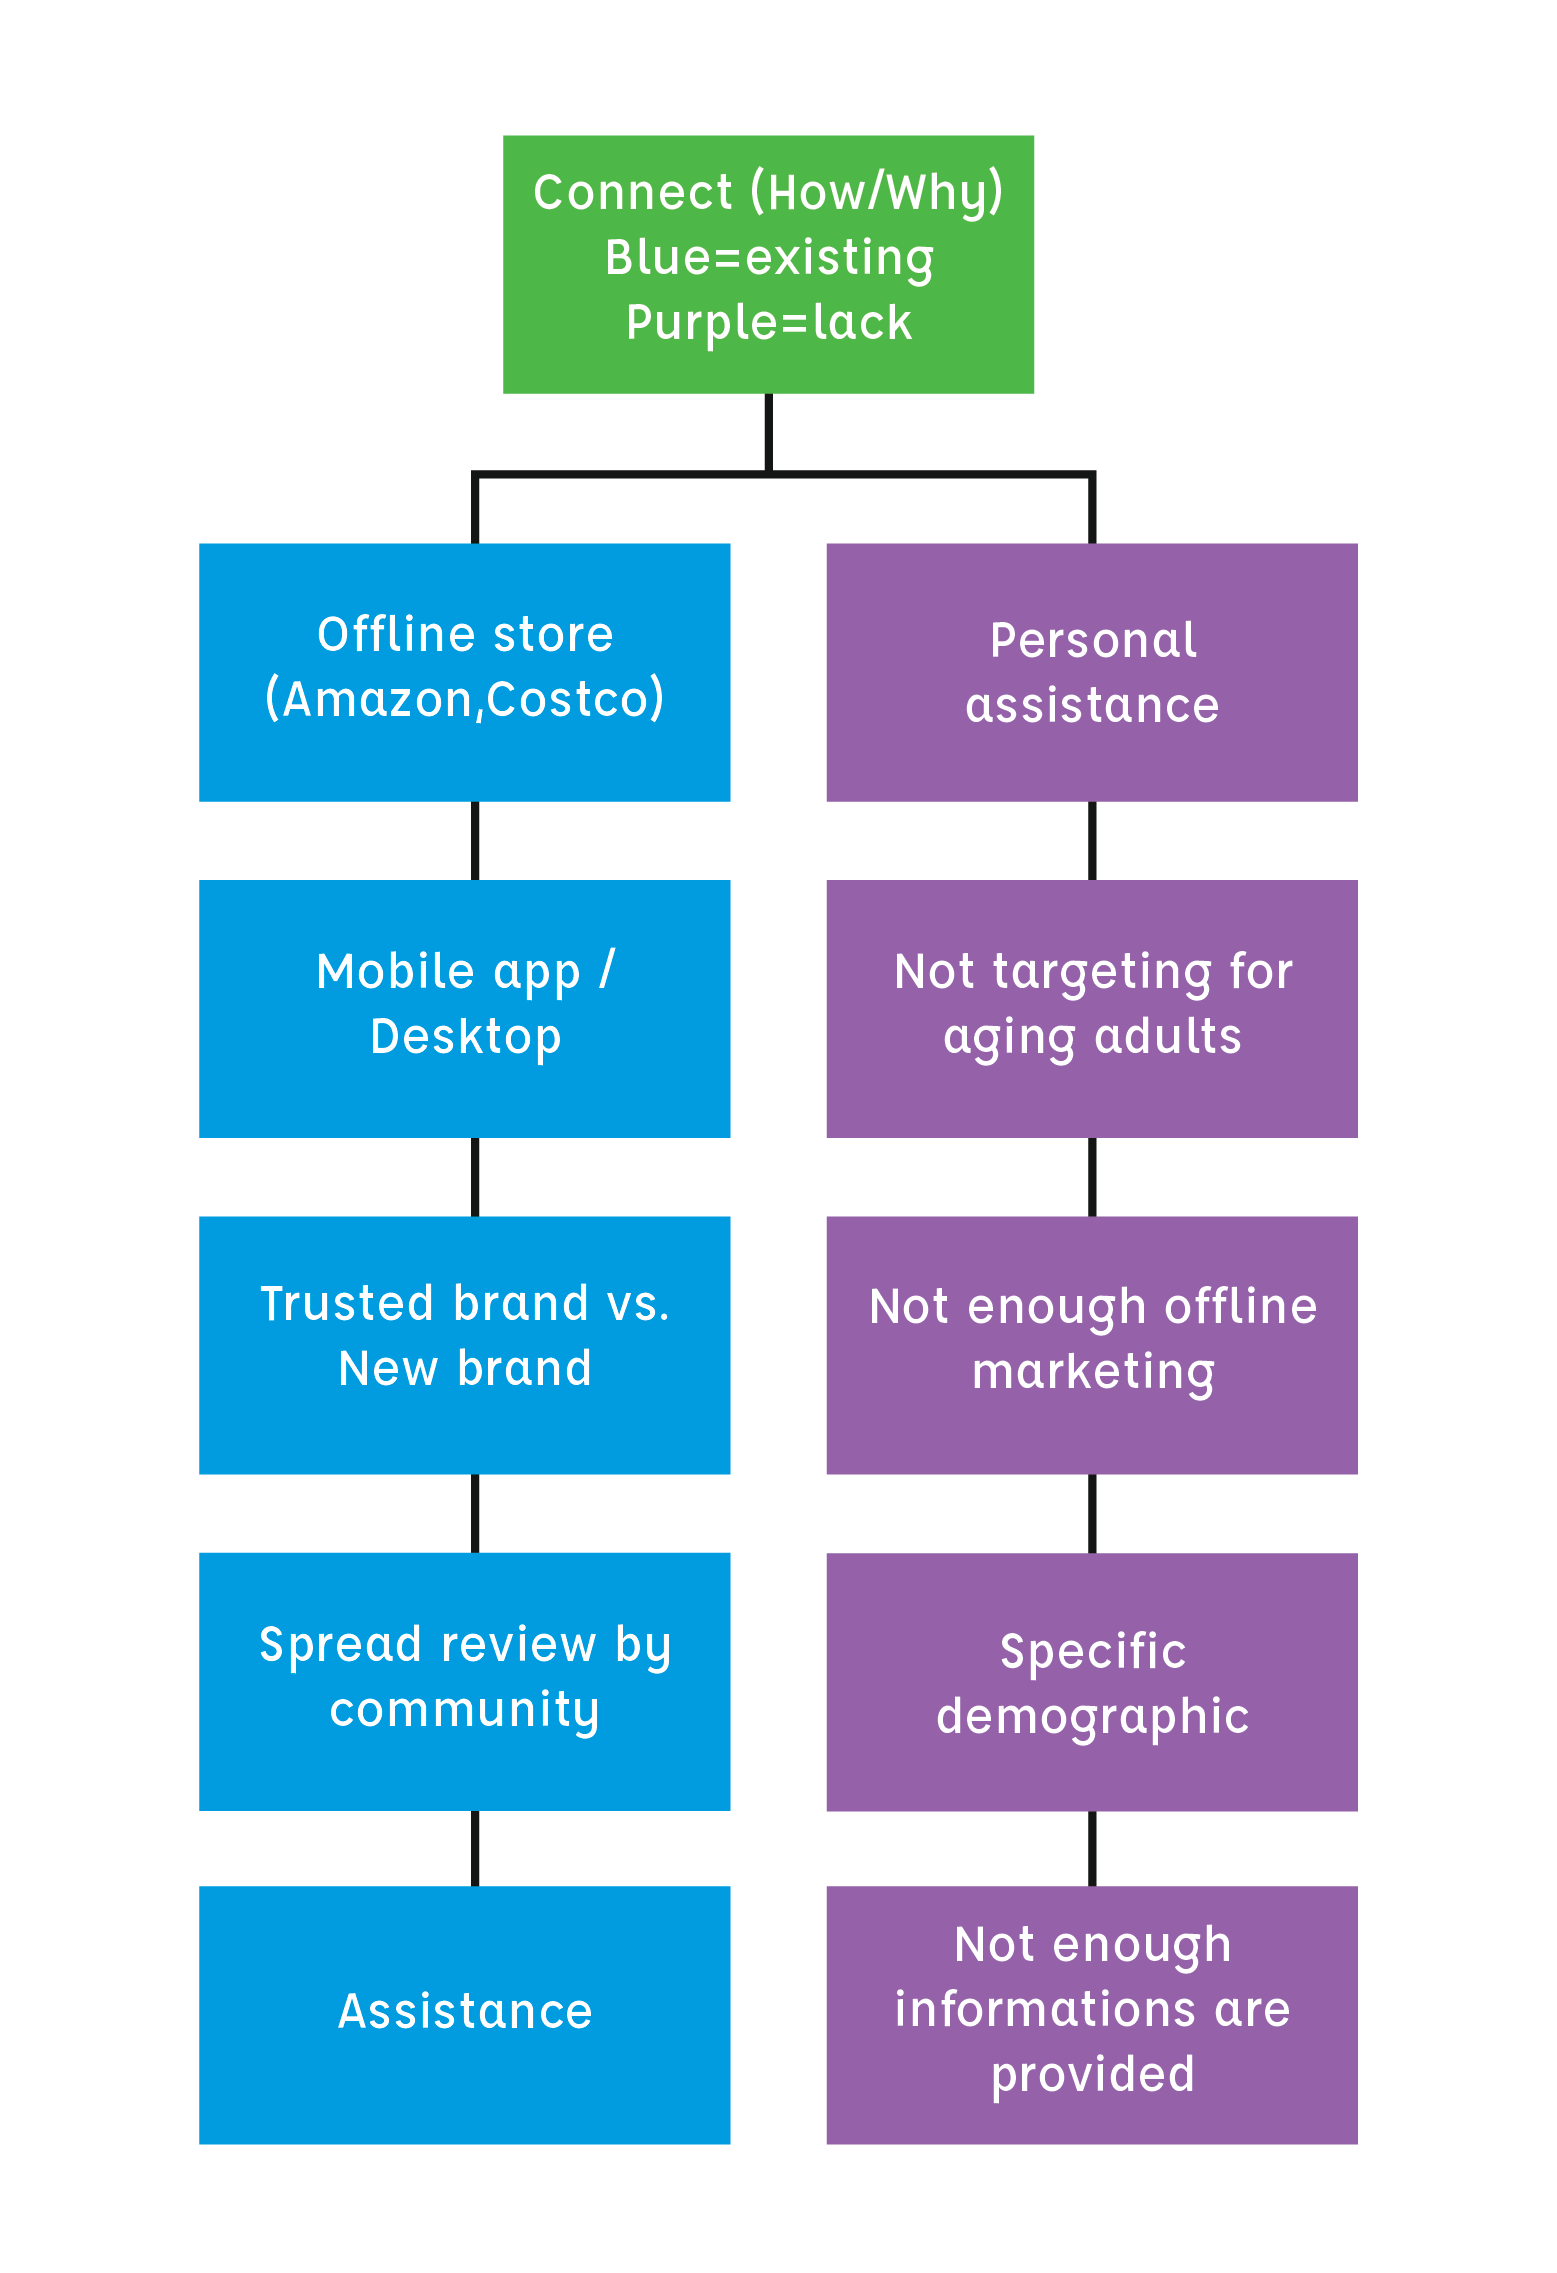 Connect (How/Why)
Blue=existing
Purple=lack
Offline store
(Amazon,Costco)
Mobile app /
Desktop
Trusted brand vs.
New brand
Spread review by
community
Assistance
Personal
assistance
Not targeting for
aging adults
Not enough offline
marketing
Specific
demographic
Not enough
informations are
provided